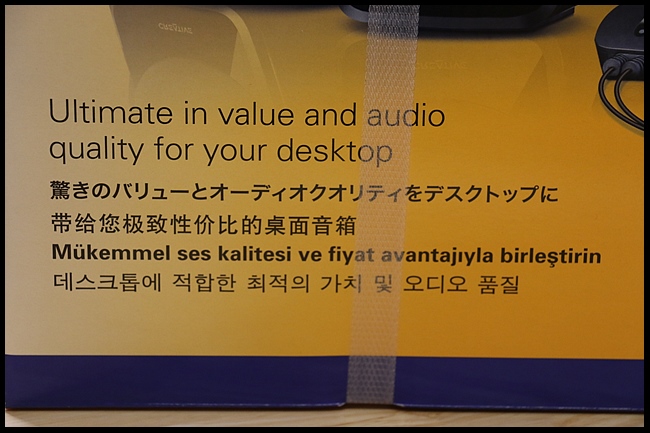 Ultimate in value and audio
quality for your desktop
驚きのバリューとオーディオクオリティをデスクトップに
带给您极致性价比的桌面音箱
Mükemmel ses kalitesi ve fiyat avantajıyla birleştirin
데스크톱에 적합한 최적의 가치 및 오디오 품질